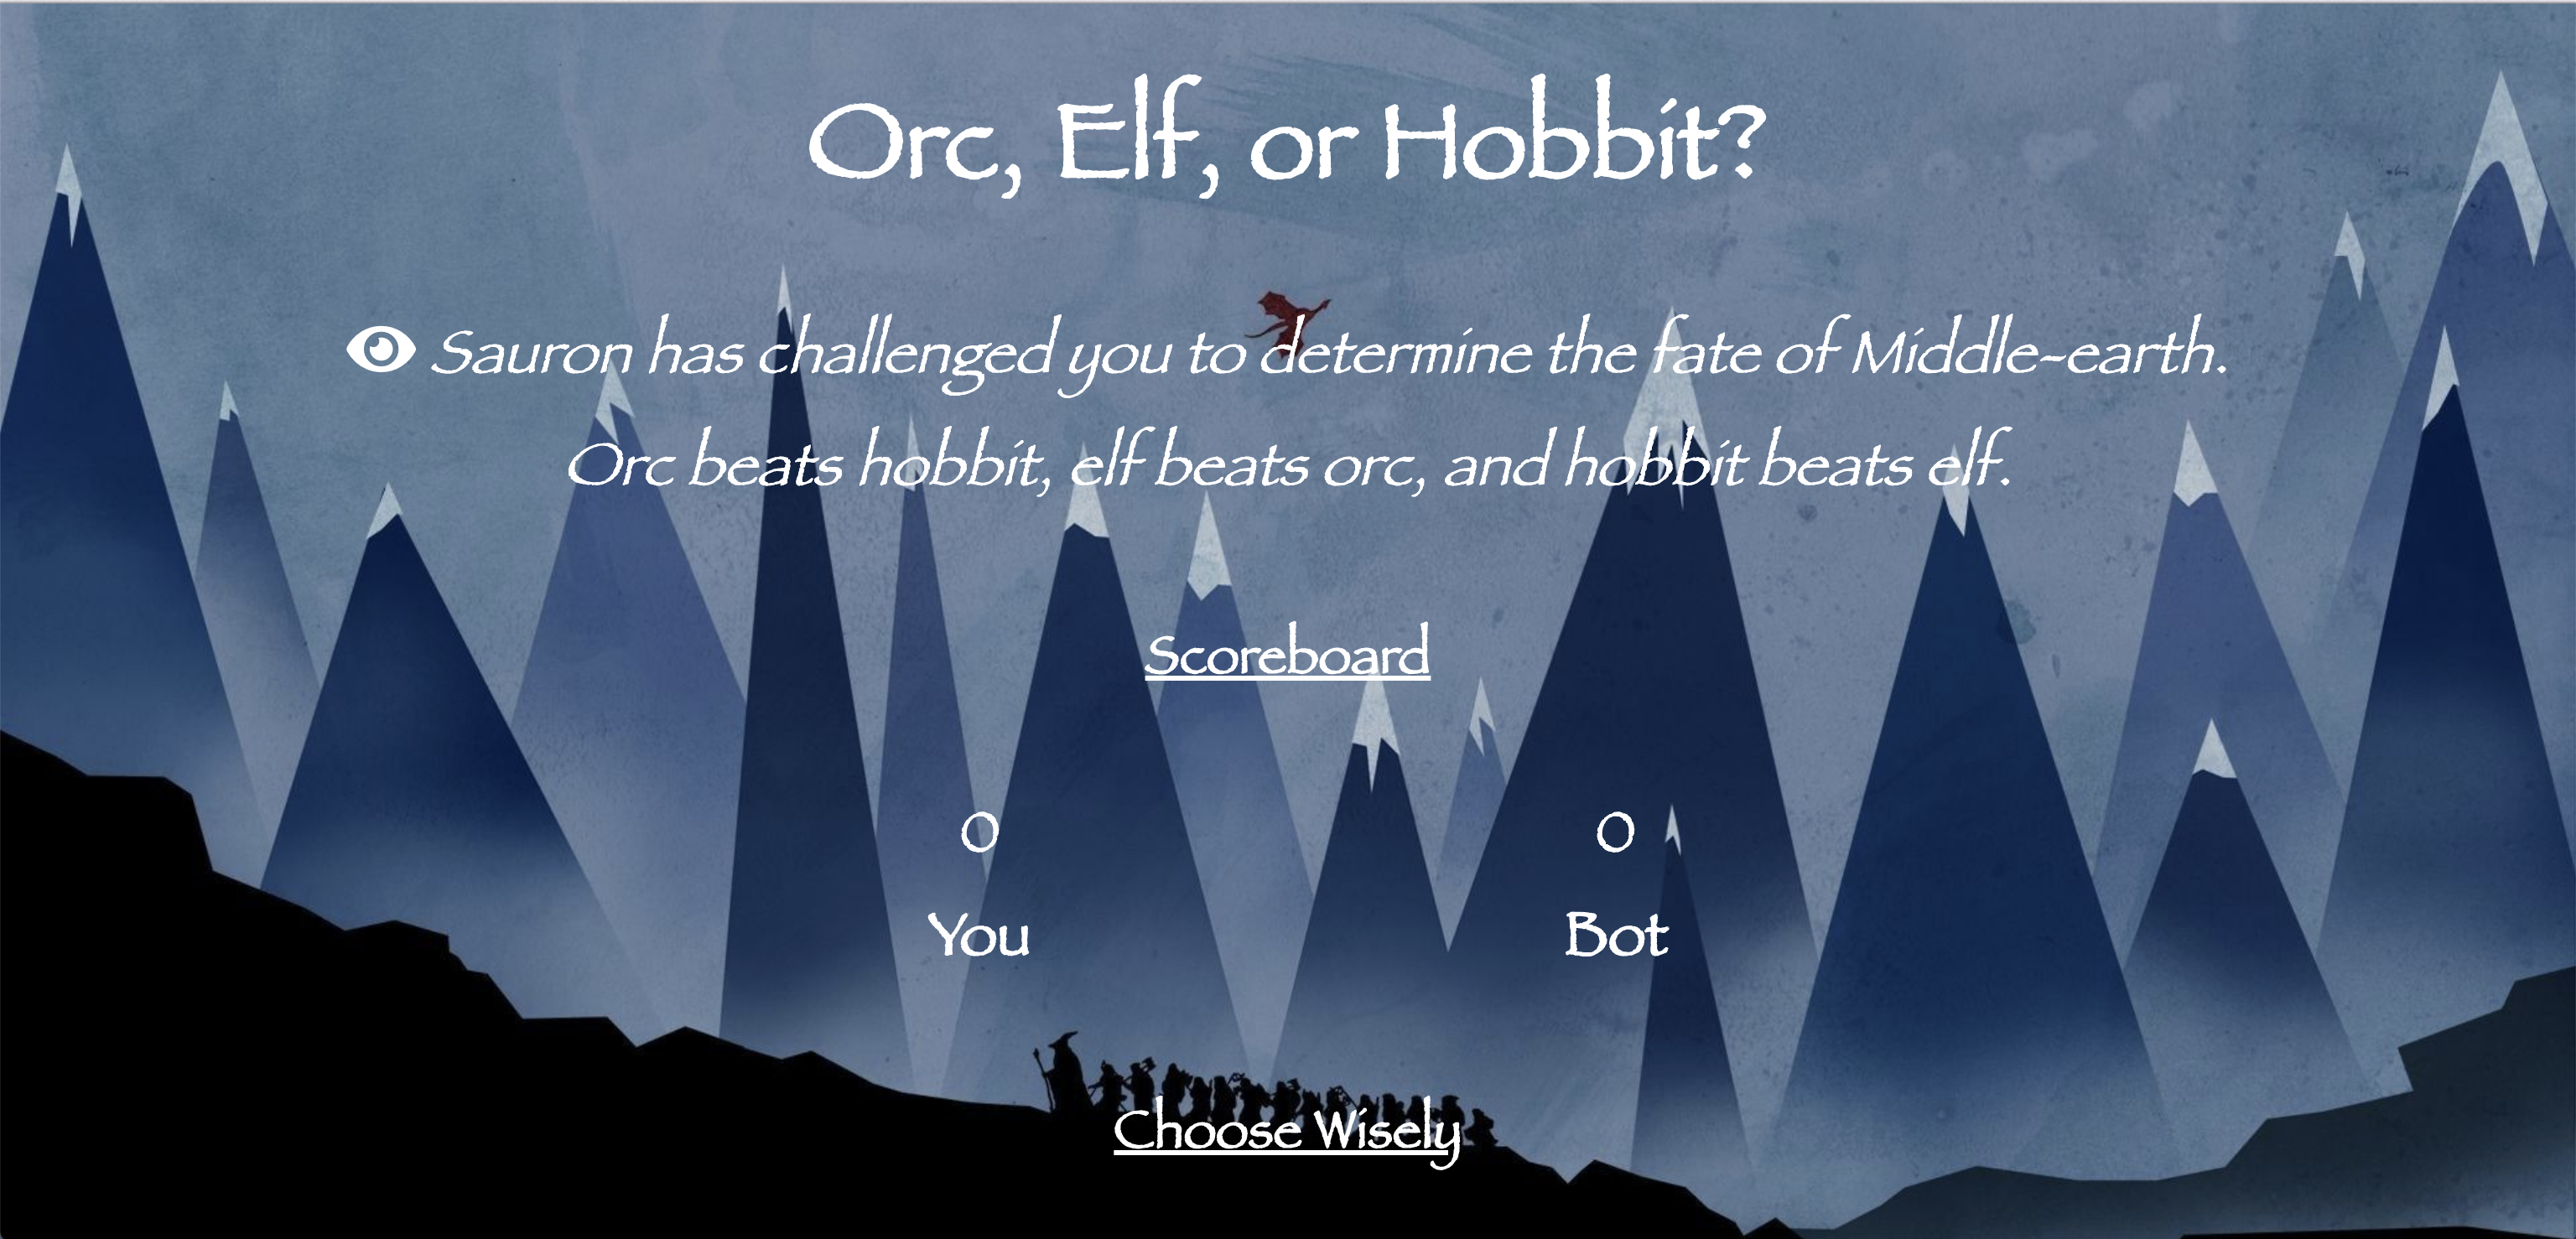 Orc, Elf, or Hobbit?
Sauron has challenged you to determine the fate of Middle-earth.
Orc beats hobbit, elf beats orc, and hobbit beats elf.
Scoreboard
0 0
You Bot
Choose Wisely